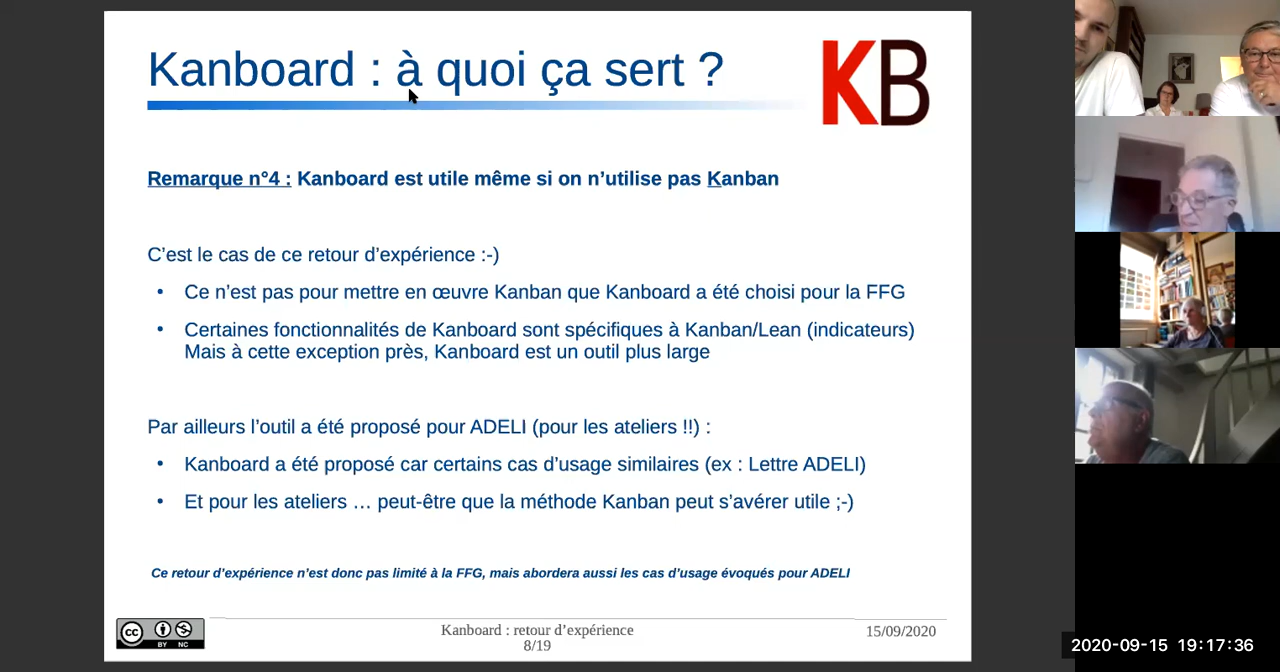 Kanboard : à quoi ça sert ?
KB
Remarque n°4 : Kanboard est utile même si on n’utilise pas Kanban
C’est le cas de ce retour d’expérience :-)
• Ce n’est pas pour mettre en œuvre Kanban que Kanboard a été choisi pour la FFG
• Certaines fonctionnalités de Kanboard sont spécifiques à Kanban/Lean (indicateurs)
Mais à cette exception près, Kanboard est un outil plus large
Par ailleurs l’outil a été proposé pour ADELI (pour les ateliers !!) :
• Kanboard a été proposé car certains cas d’usage similaires (ex : Lettre ADELI)
• Et pour les ateliers … peut-être que la méthode Kanban peut s’avérer utile ;-)
Ce retour d’expérience n’est donc pas limité à la FFG, mais abordera aussi les cas d’usage évoqués pour ADELI
cc
BY NC
Kanboard : retour d’expérience
8/19
15/09/2020
2020-09-15 19:17:36